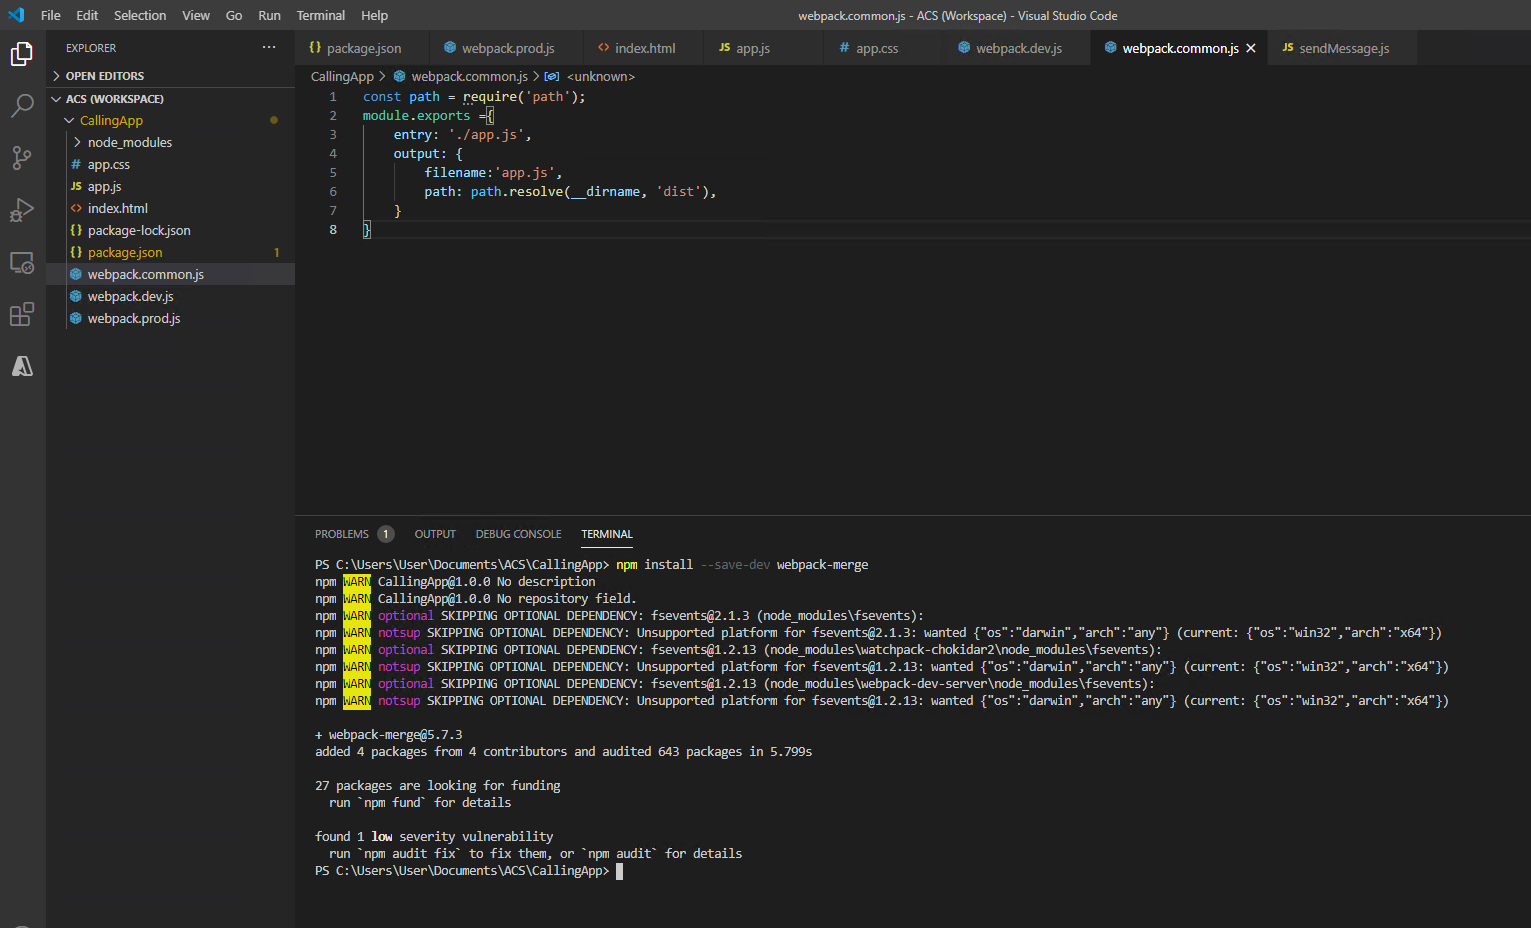 File Edit Selection View Go Run Terminal Help
webpack.common.js - ACS (Workspace) - Visual Studio Code
EXPLORER ···
OPEN EDITORS
ACS (WORKSPACE)
CallingApp
node_modules
# app.css
JS app.js
<> index.html
{} package-lock.json
{} package.json 1
webpack.common.js
webpack.dev.js
webpack.prod.js
{} package.json
webpack.prod.js
<> index.html
JS app.js
# app.css
webpack.dev.js
webpack.common.js ×
JS sendMessage.js
CallingApp > webpack.common.js > <unknown>
1 const path = require('path');
2 module.exports ={
3 entry: './app.js',
4 output: {
5 filename:'app.js',
6 path: path.resolve(__dirname, 'dist'),
7 }
8 }
PROBLEMS 1 OUTPUT DEBUG CONSOLE TERMINAL
PS C:\Users\User\Documents\ACS\CallingApp> npm install --save-dev webpack-merge
npm WARN CallingApp@1.0.0 No description
npm WARN CallingApp@1.0.0 No repository field.
npm WARN optional SKIPPING OPTIONAL DEPENDENCY: fsevents@2.1.3 (node_modules\fsevents):
npm WARN notsup SKIPPING OPTIONAL DEPENDENCY: Unsupported platform for fsevents@2.1.3: wanted {"os":"darwin","arch":"any"} (current: {"os":"win32","arch":"x64"})
npm WARN optional SKIPPING OPTIONAL DEPENDENCY: fsevents@1.2.13 (node_modules\watchpack-chokidar2\node_modules\fsevents):
npm WARN notsup SKIPPING OPTIONAL DEPENDENCY: Unsupported platform for fsevents@1.2.13: wanted {"os":"darwin","arch":"any"} (current: {"os":"win32","arch":"x64"})
npm WARN optional SKIPPING OPTIONAL DEPENDENCY: fsevents@1.2.13 (node_modules\webpack-dev-server\node_modules\fsevents):
npm WARN notsup SKIPPING OPTIONAL DEPENDENCY: Unsupported platform for fsevents@1.2.13: wanted {"os":"darwin","arch":"any"} (current: {"os":"win32","arch":"x64"})
+ webpack-merge@5.7.3
added 4 packages from 4 contributors and audited 643 packages in 5.799s
27 packages are looking for funding
run `npm fund` for details
found 1 low severity vulnerability
run `npm audit fix` to fix them, or `npm audit` for details
PS C:\Users\User\Documents\ACS\CallingApp>